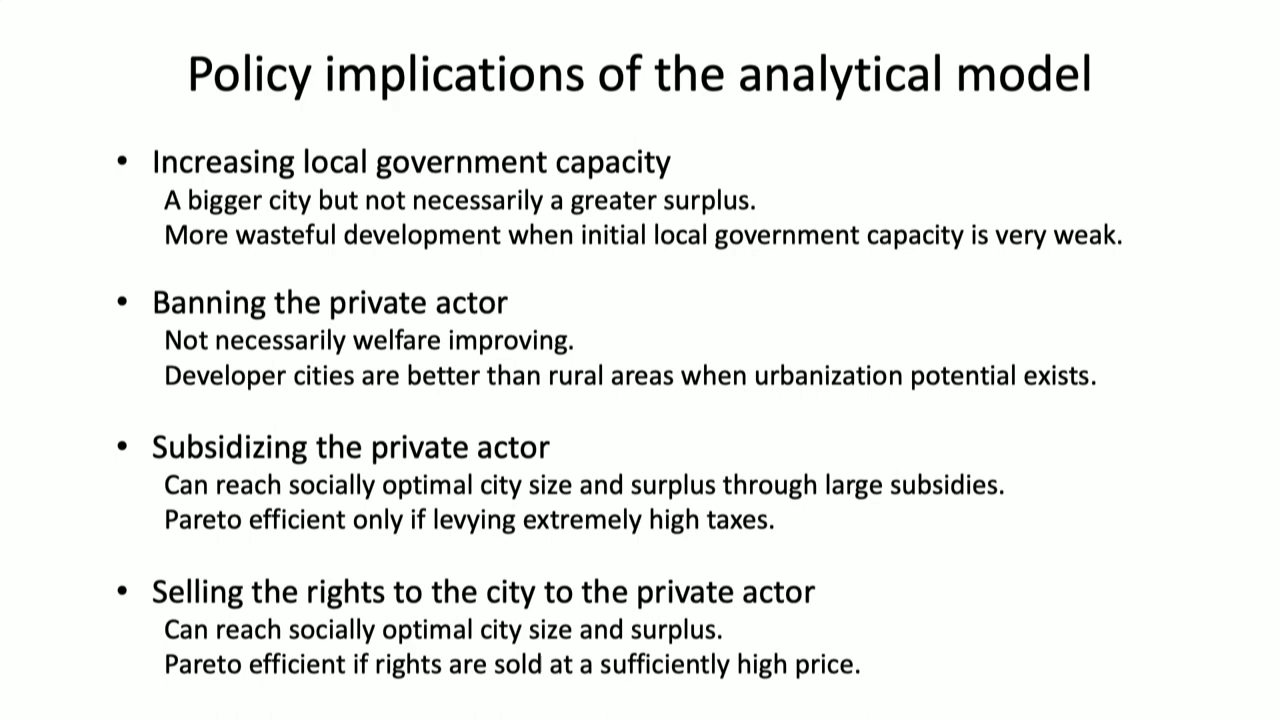 Policy implications of the analytical model
• Increasing local government capacity
A bigger city but not necessarily a greater surplus.
More wasteful development when initial local government capacity is very weak.
• Banning the private actor
Not necessarily welfare improving.
Developer cities are better than rural areas when urbanization potential exists.
• Subsidizing the private actor
Can reach socially optimal city size and surplus through large subsidies.
Pareto efficient only if levying extremely high taxes.
• Selling the rights to the city to the private actor
Can reach socially optimal city size and surplus.
Pareto efficient if rights are sold at a sufficiently high price.